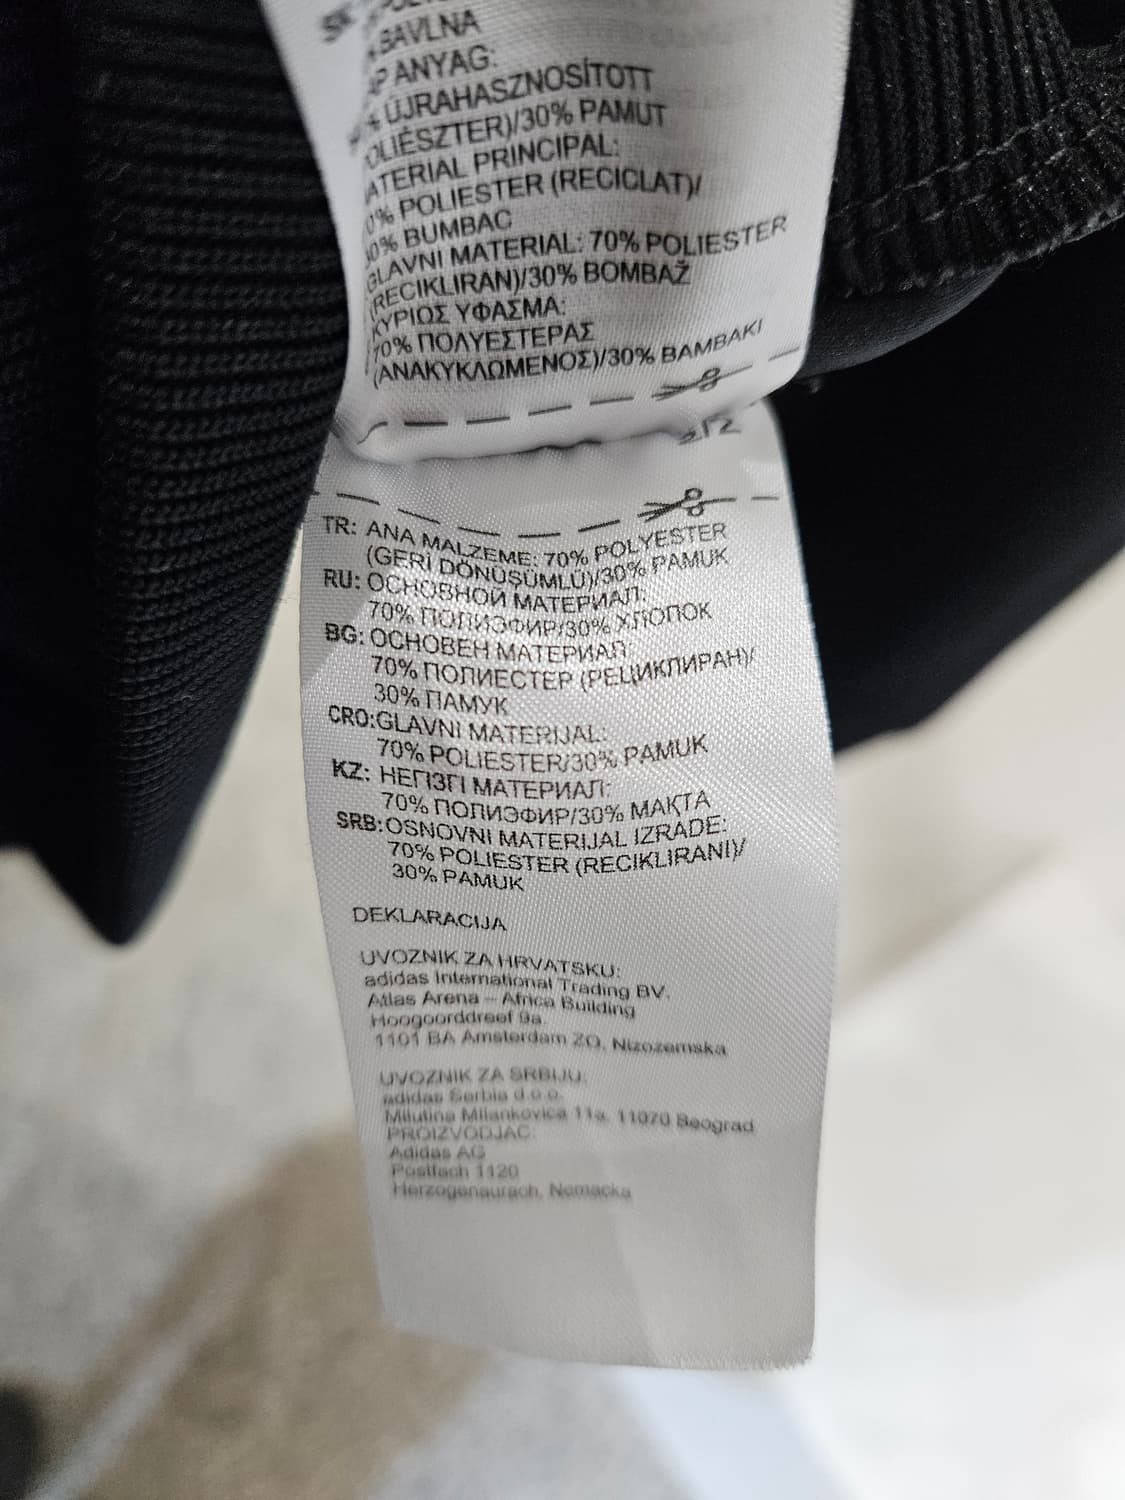 BAVLNA
ANYAG:
ÚJRAHASZNOSÍTOTT
/30% PAMUT
MATERIAL PRINCIPAL:
% POLIESTER (RECICLAT)/
% BUMBAC
GLAVNI MATERIAL: 70% POLIESTER
(RECIKLIRAN)/30% BOMBAŽ
ΚΥΡΙΩΣ ΥΦΑΣΜΑ:
70% ΠΟΛΥΕΣΤΕΡΑΣ
(ΑΝΑΚΥΚΛΩΜΕΝΟΣ)/30% ΒΑΜΒΑΚΙ
TR: ANA MALZEME: 70% POLYESTER
(GERİ DÖNÜŞÜMLÜ)/30% PAMUK
RU: ОСНОВНОЙ МАТЕРИАЛ:
70% ПОЛИЭФИР/30% ХЛОПОК
BG: ОСНОВЕН МАТЕРИАЛ:
70% ПОЛИЕСТЕР (РЕЦИКЛИРАН)/
30% ПАМУК
CRO:GLAVNI MATERIJAL:
70% POLIESTER/30% PAMUK
KZ: НЕГІЗГІ МАТЕРИАЛ:
70% ПОЛИЭФИР/30% МАҚТА
SRB:OSNOVNI MATERIJAL IZRADE:
70% POLIESTER (RECIKLIRANI)/
30% PAMUK
DEKLARACIJA
UVOZNIK ZA HRVATSKU:
adidas International Trading BV.
Atlas Arena – Africa Building
Hoogoorddreef 9a.
1101 BA Amsterdam ZO, Nizozemska
UVOZNIK ZA SRBIJU:
adidas Serbia d.o.o.
Milutina Milankovica 11a, 11070 Beograd
PROIZVODJAC:
Adidas AG
Postfach 1120
Herzogenaurach, Nemacka